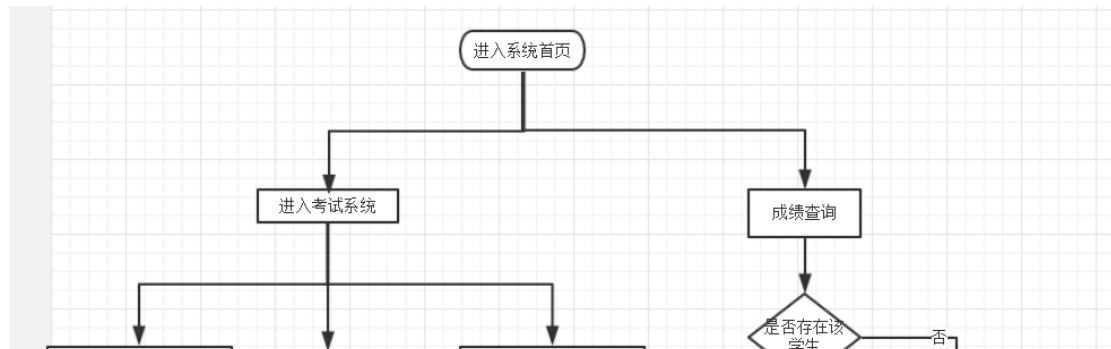 进入系统首页
进入考试系统
成绩查询
是否存在该
学生
否